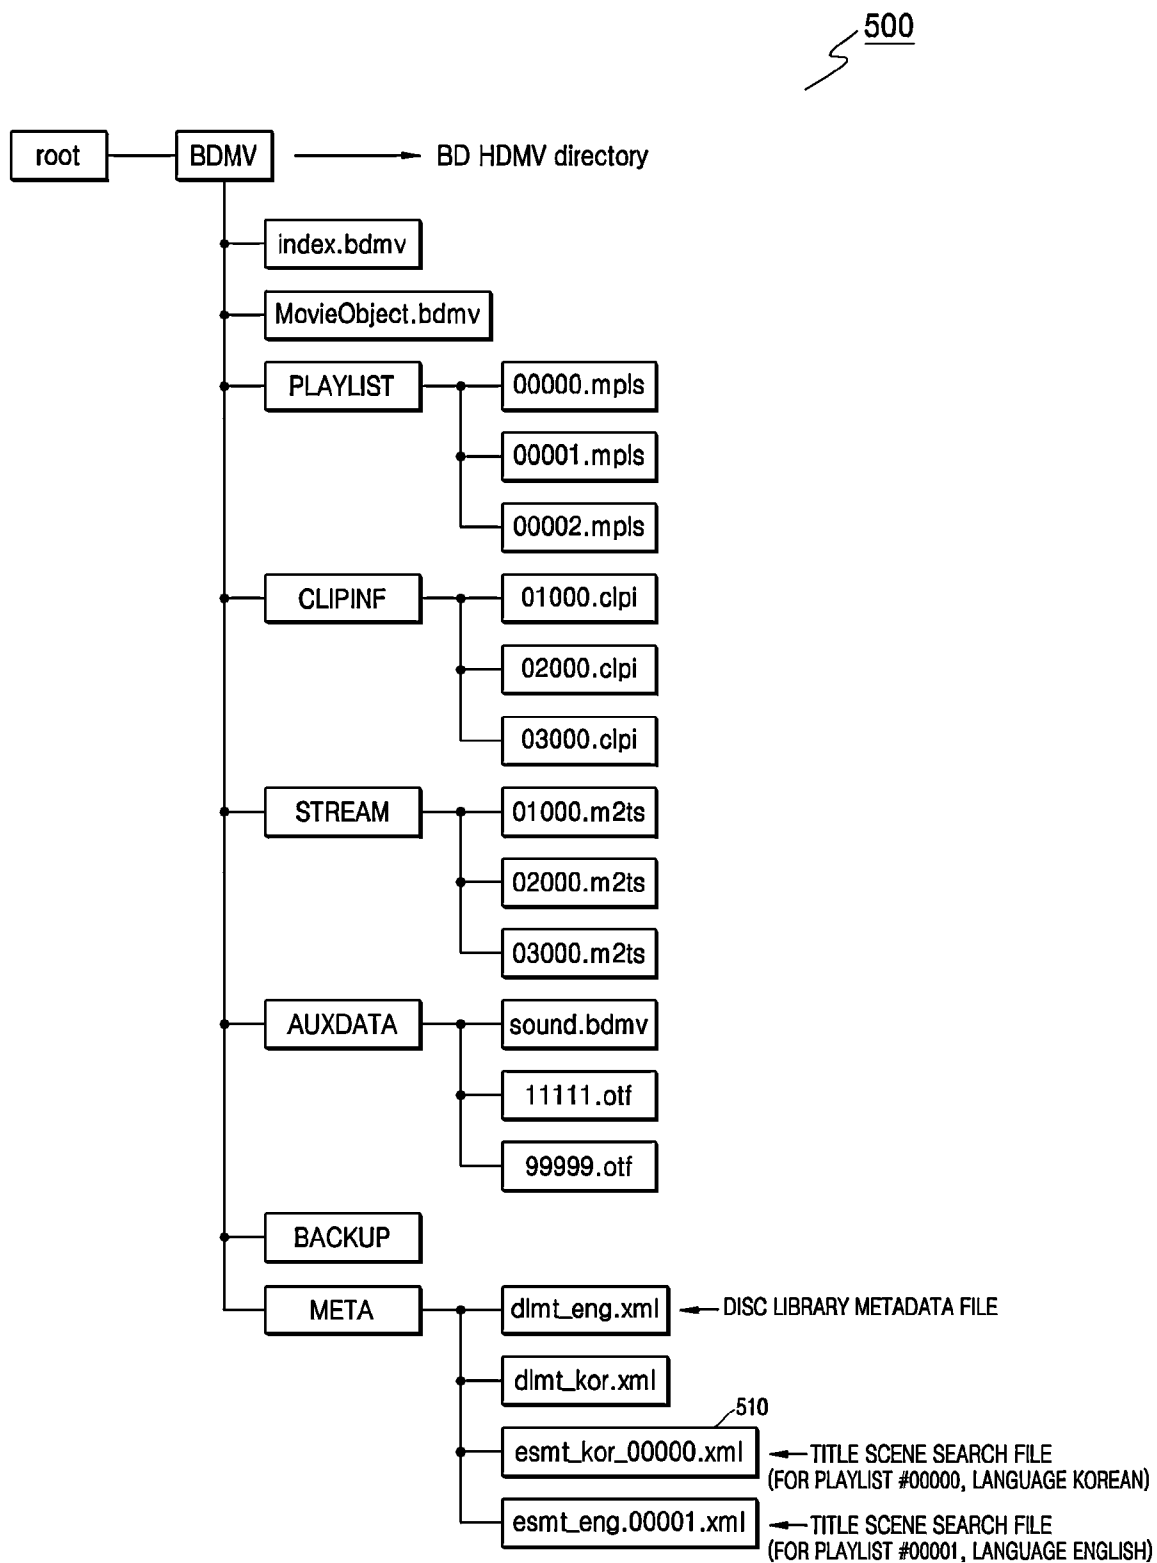 500
root
BDMV
BD HDMV directory
index.bdmv
MovieObject.bdmv
PLAYLIST
00000.mpls
00001.mpls
00002.mpls
CLIPINF
01000.clpi
02000.clpi
03000.clpi
STREAM
01000.m2ts
02000.m2ts
03000.m2ts
AUXDATA
sound.bdmv
11111.otf
99999.otf
BACKUP
META
dlmt_eng.xml
DISC LIBRARY METADATA FILE
dlmt_kor.xml
510
esmt_kor_00000.xml
TITLE SCENE SEARCH FILE
(FOR PLAYLIST #00000, LANGUAGE KOREAN)
esmt_eng.00001.xml
TITLE SCENE SEARCH FILE
(FOR PLAYLIST #00001, LANGUAGE ENGLISH)